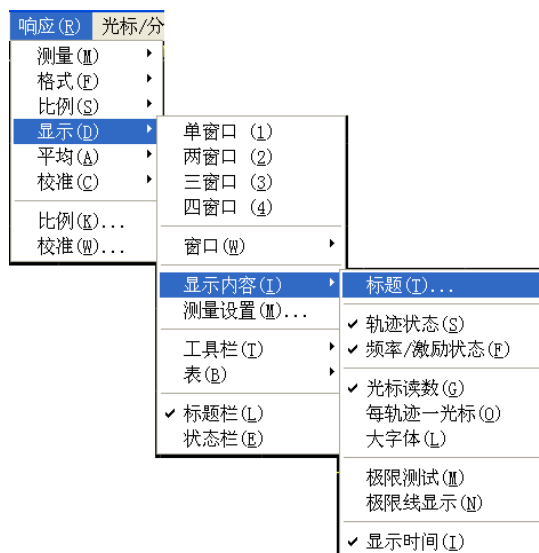 响应(R) 光标/分
测量(M)
格式(F)
比例(S)
显示(D)
平均(A)
校准(C)
比例(K)...
校准(W)...
单窗口 (1)
两窗口 (2)
三窗口 (3)
四窗口 (4)
窗口(W)
显示内容(I)
测量设置(M)...
工具栏(T)
表(B)
标题栏(L)
状态栏(E)
标题(T)...
轨迹状态(S)
频率/激励状态(F)
光标读数(G)
每轨迹一光标(O)
大字体(L)
极限测试(M)
极限线显示(N)
显示时间(I)